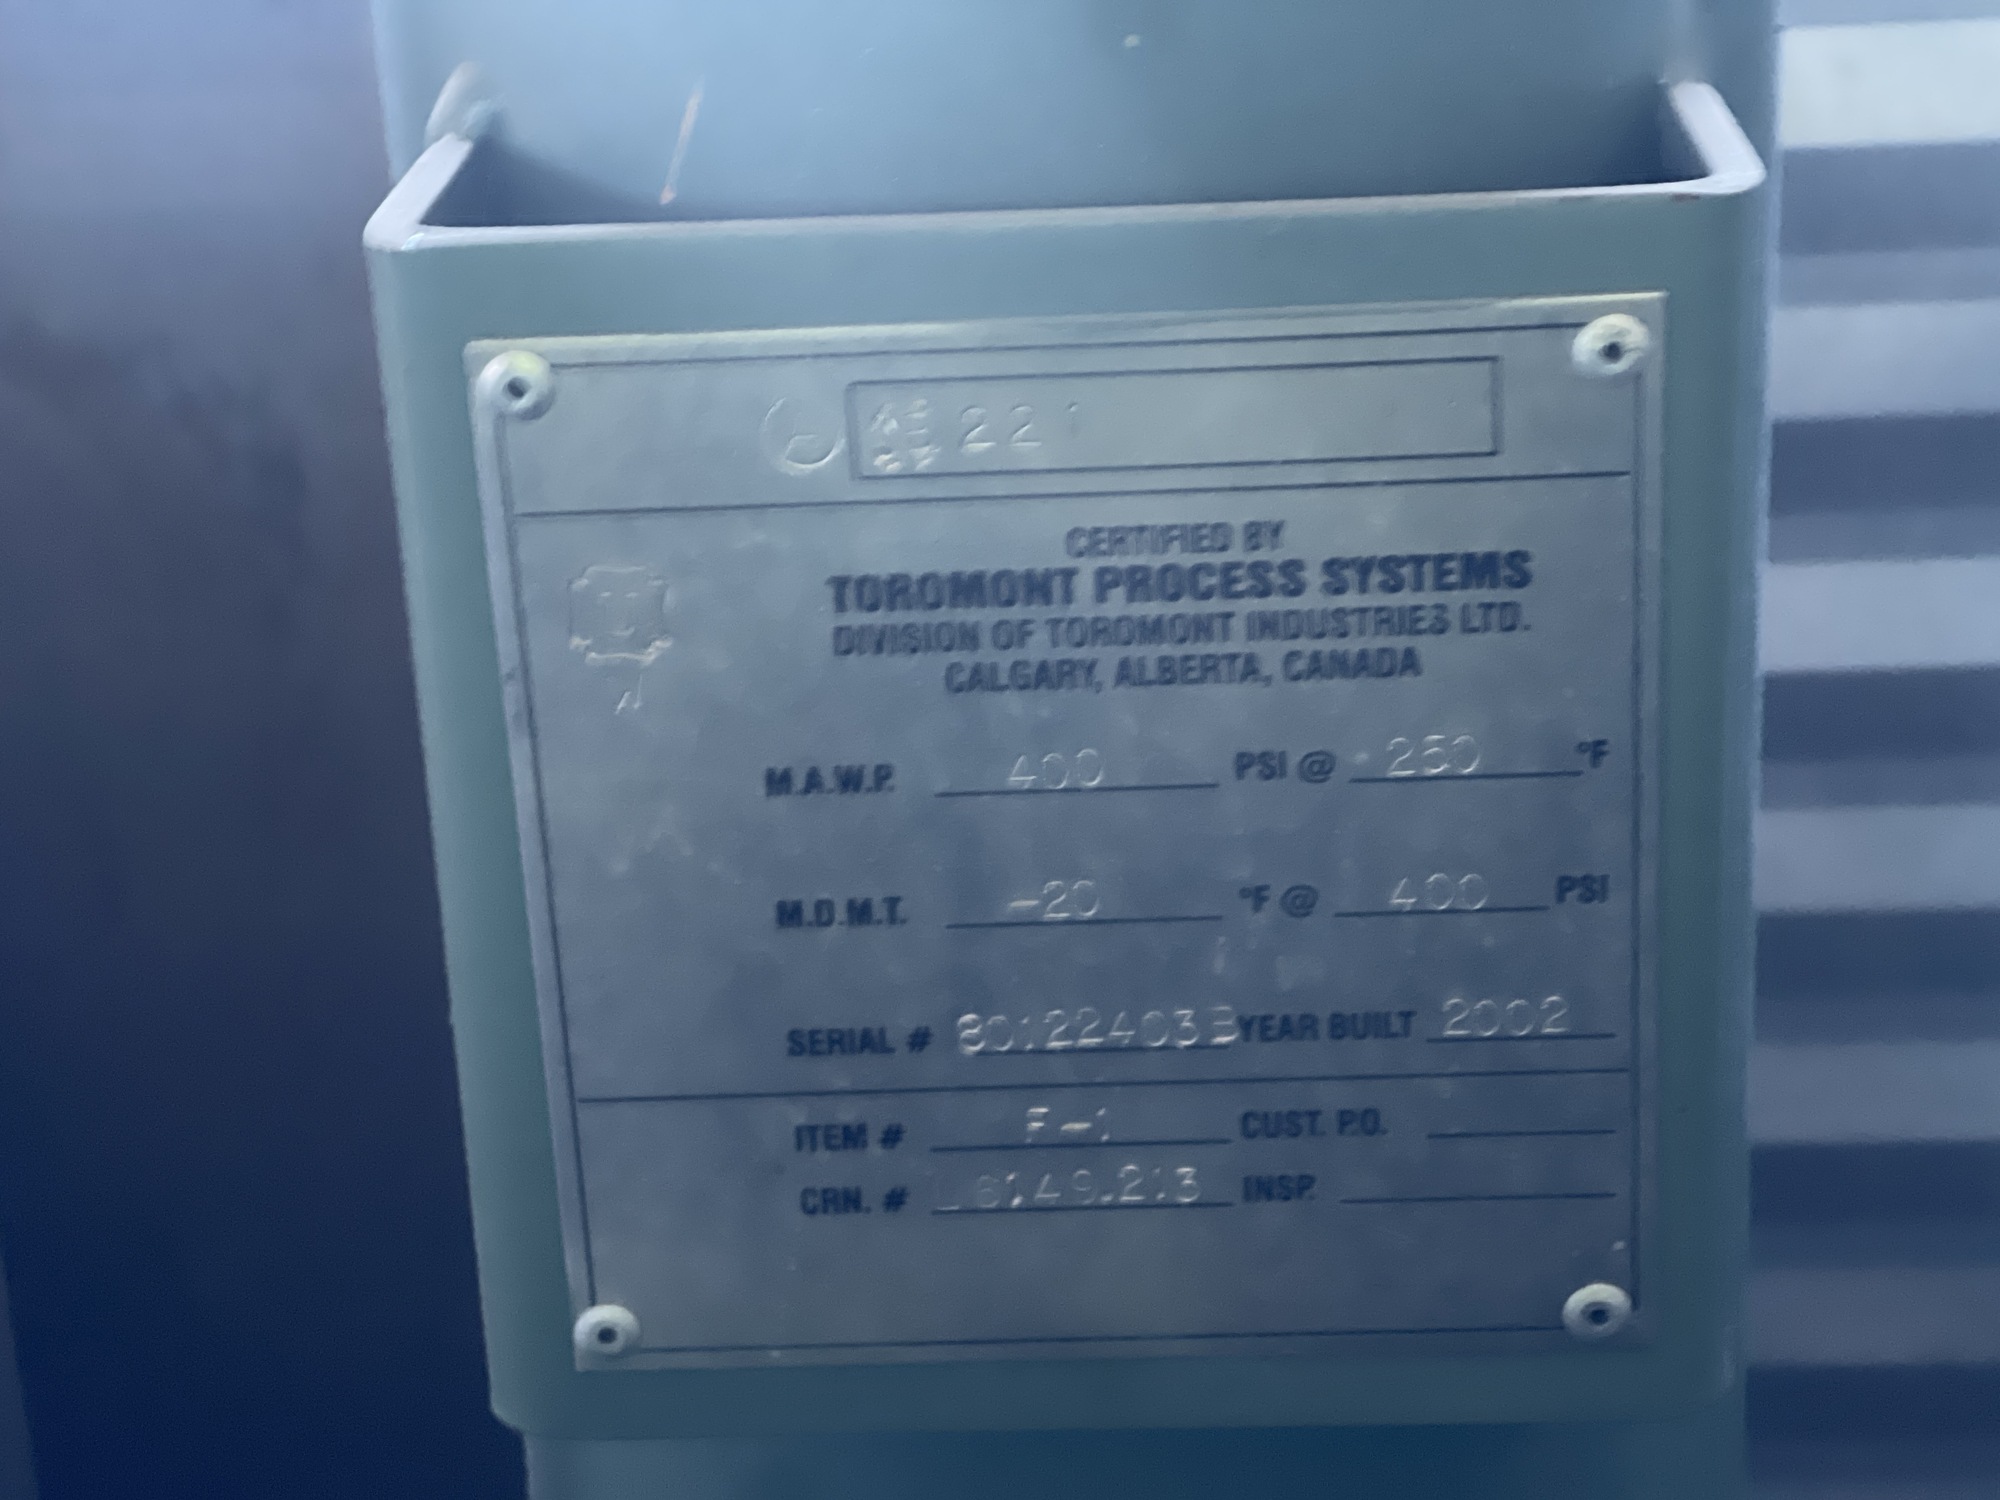 221
CERTIFIED BY
TOROMONT PROCESS SYSTEMS
DIVISION OF TOROMONT INDUSTRIES LTD.
CALGARY, ALBERTA, CANADA
M.A.W.P. 400 PSI @ 250 °F
M.D.M.T. -20 °F @ 400 PSI
SERIAL # YEAR BUILT 2002
ITEM # F-1 CUST. P.O.
CRN. # INSP.